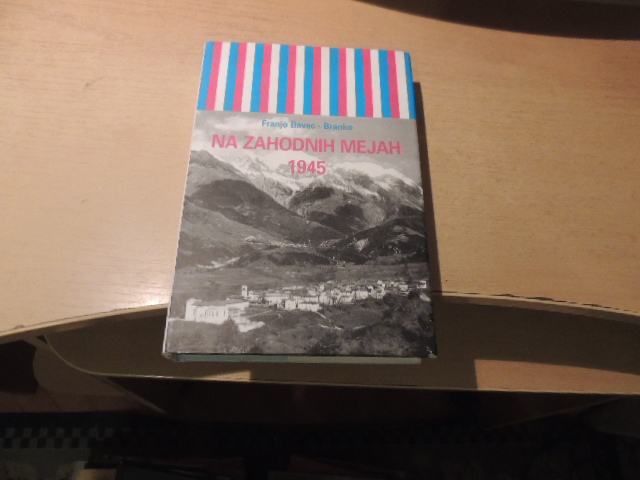 Franjo Bavec - Branko
NA ZAHODNIH MEJAH
1945